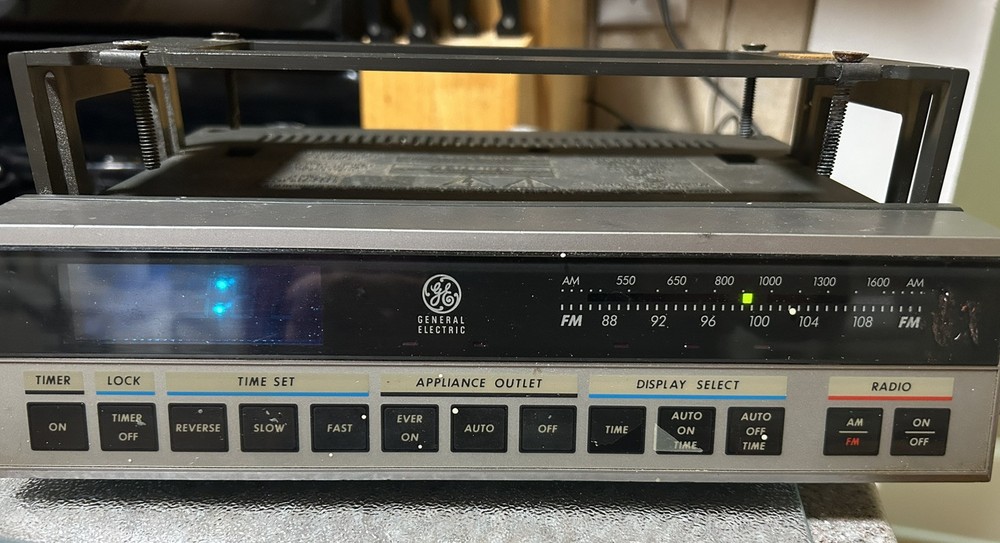 AM 550 650 800 1000 1300 1600 AM
FM 88 92 96 100 104 108 FM
GE
GENERAL
ELECTRIC
TIMER LOCK TIME SET APPLIANCE OUTLET DISPLAY SELECT RADIO
ON
TIMER
OFF
REVERSE
SLOW
FAST
EVER
ON
AUTO
OFF
TIME
AUTO
ON
TIME
AUTO
OFF
TIME
AM
FM
ON
OFF